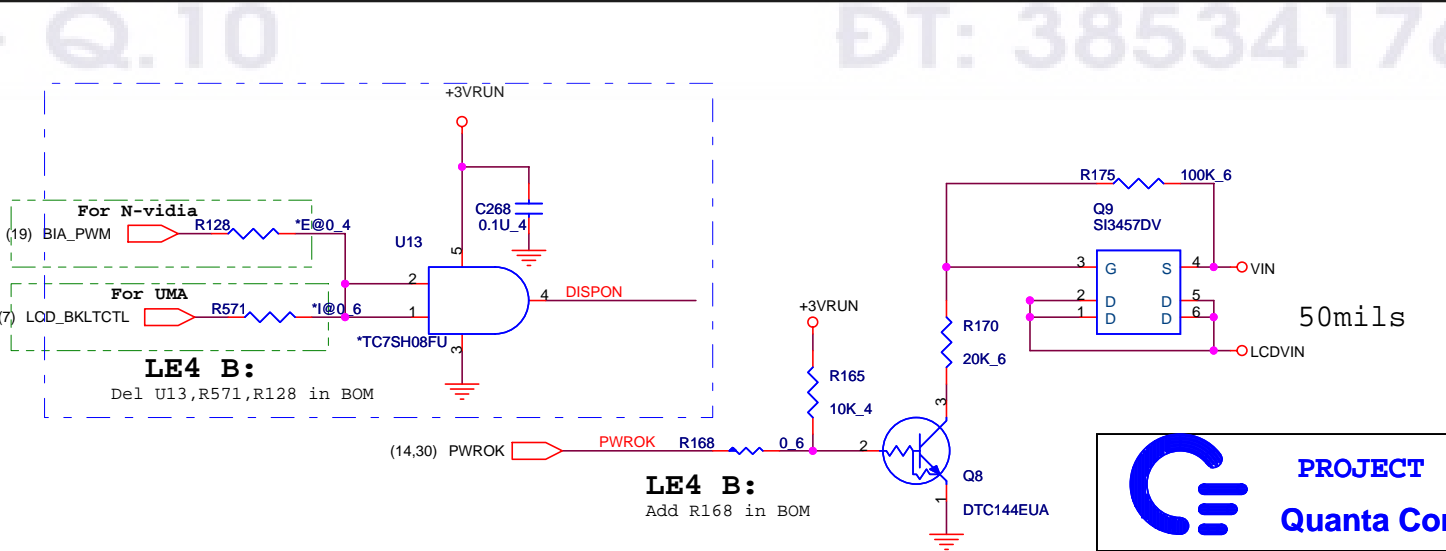 Q.10
ĐT: 3853417
+3VRUN
For N-vidia
(19) BIA_PWM
R128
*E@0_4
C268
0.1U_4
U13
5
2
1
4
DISPON
3
*TC7SH08FU
For UMA
7) LCD_BKLTCTL
R571
*I@0_6
LE4 B:
Del U13,R571,R128 in BOM
(14,30) PWROK
PWROK
R168
0_6
LE4 B:
Add R168 in BOM
+3VRUN
R165
10K_4
2
3
1
Q8
DTC144EUA
R170
20K_6
R175
100K_6
Q9
SI3457DV
3
G
S
4
VIN
2
D
D
5
1
D
D
6
LCDVIN
50mils
PROJECT
Quanta Co